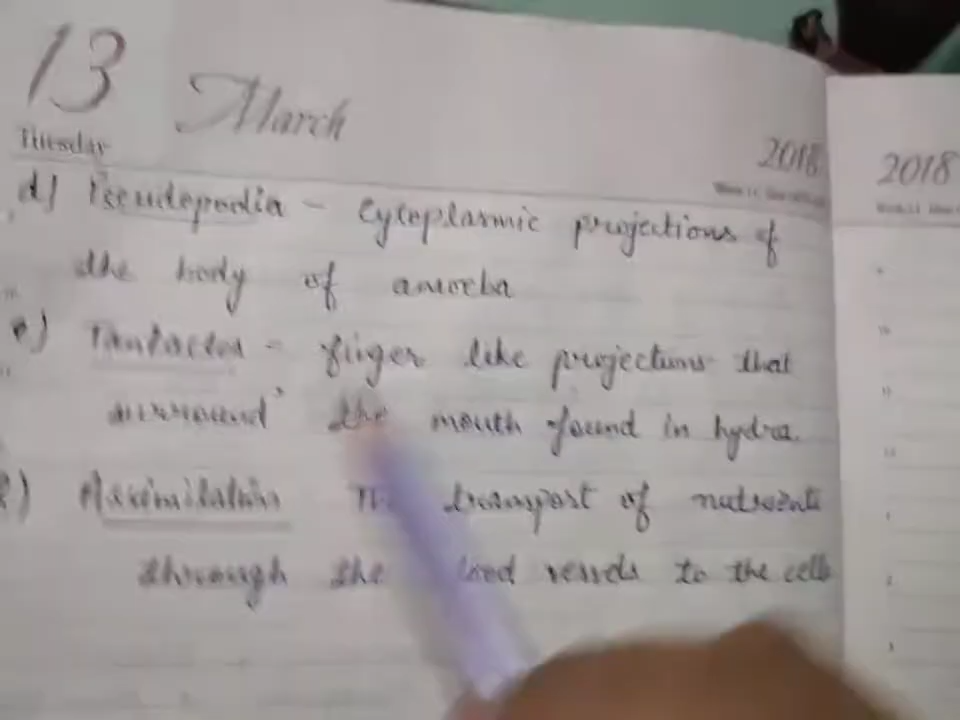 13 March
Tuesday
2018
2018
d) Pseudopodia - Cytoplasmic projections of
the body of amoeba
e) Tentacles - finger like projections that
surround the mouth found in hydra.
Assimilation The transport of nutrients
through the blood vessels to the cells